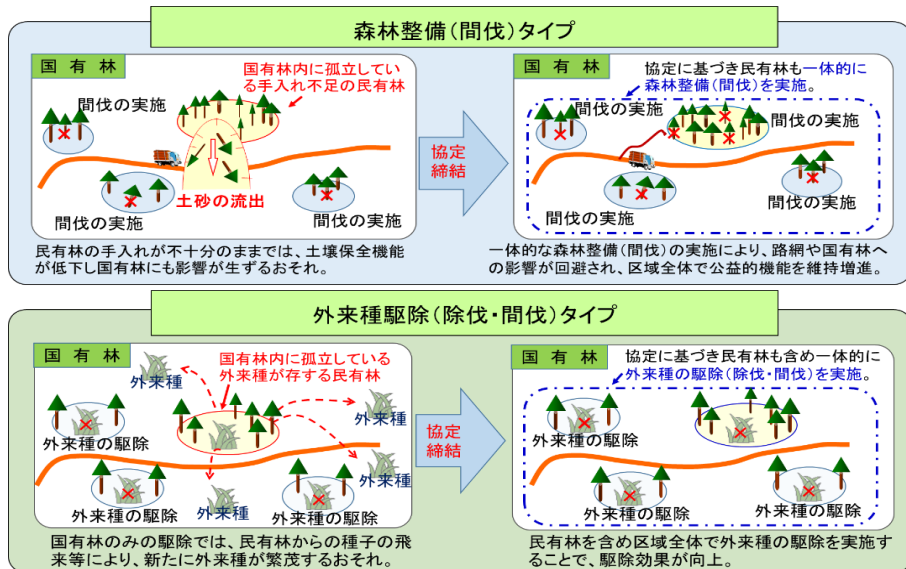 森林整備(間伐)タイプ
国有林
国有林内に孤立している
手入れ不足の民有林
間伐の実施
土砂の流出
間伐の実施
間伐の実施
民有林の手入れが不十分のままでは、土壌保全機能
が低下し国有林にも影響が生ずるおそれ。
協定
締結
国有林
協定に基づき民有林も一体的に
森林整備(間伐)を実施。
間伐の実施
間伐の実施
間伐の実施
間伐の実施
一体的な森林整備(間伐)の実施により、路網や国有林へ
の影響が回避され、区域全体で公益的機能を維持増進。
外来種駆除(除伐・間伐)タイプ
国有林
国有林内に孤立している
外来種が存する民有林
外来種
外来種
外来種の駆除
外来種
外来種の駆除
外来種
外来種の駆除
国有林のみの駆除では、民有林からの種子の飛
来等により、新たに外来種が繁茂するおそれ。
協定
締結
国有林
協定に基づき民有林も含め一体的に
外来種の駆除(除伐・間伐)を実施。
外来種の駆除
外来種の駆除
外来種の駆除
民有林を含め区域全体で外来種の駆除を実施す
ることで、駆除効果が向上。